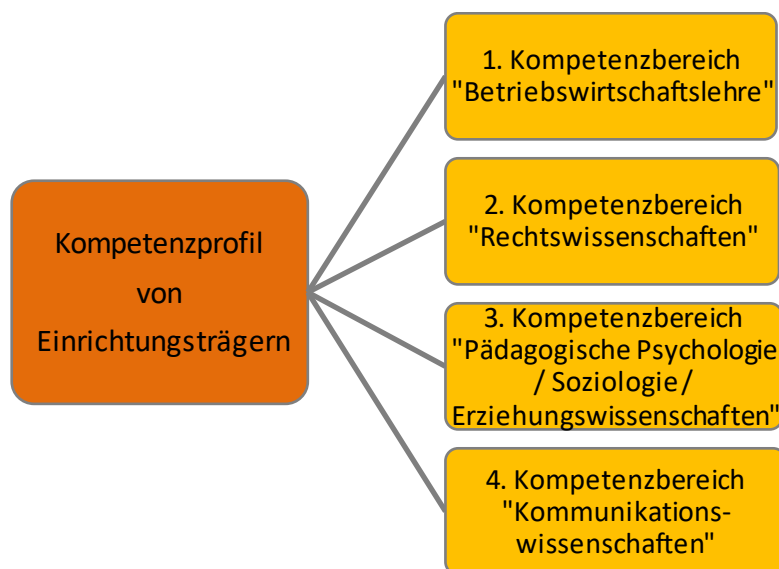 Kompetenzprofil
von
Einrichtungsträgern
1. Kompetenzbereich
"Betriebswirtschaftslehre"
2. Kompetenzbereich
"Rechtswissenschaften"
3. Kompetenzbereich
"Pädagogische Psychologie
/ Soziologie /
Erziehungswissenschaften"
4. Kompetenzbereich
"Kommunikations-
wissenschaften"